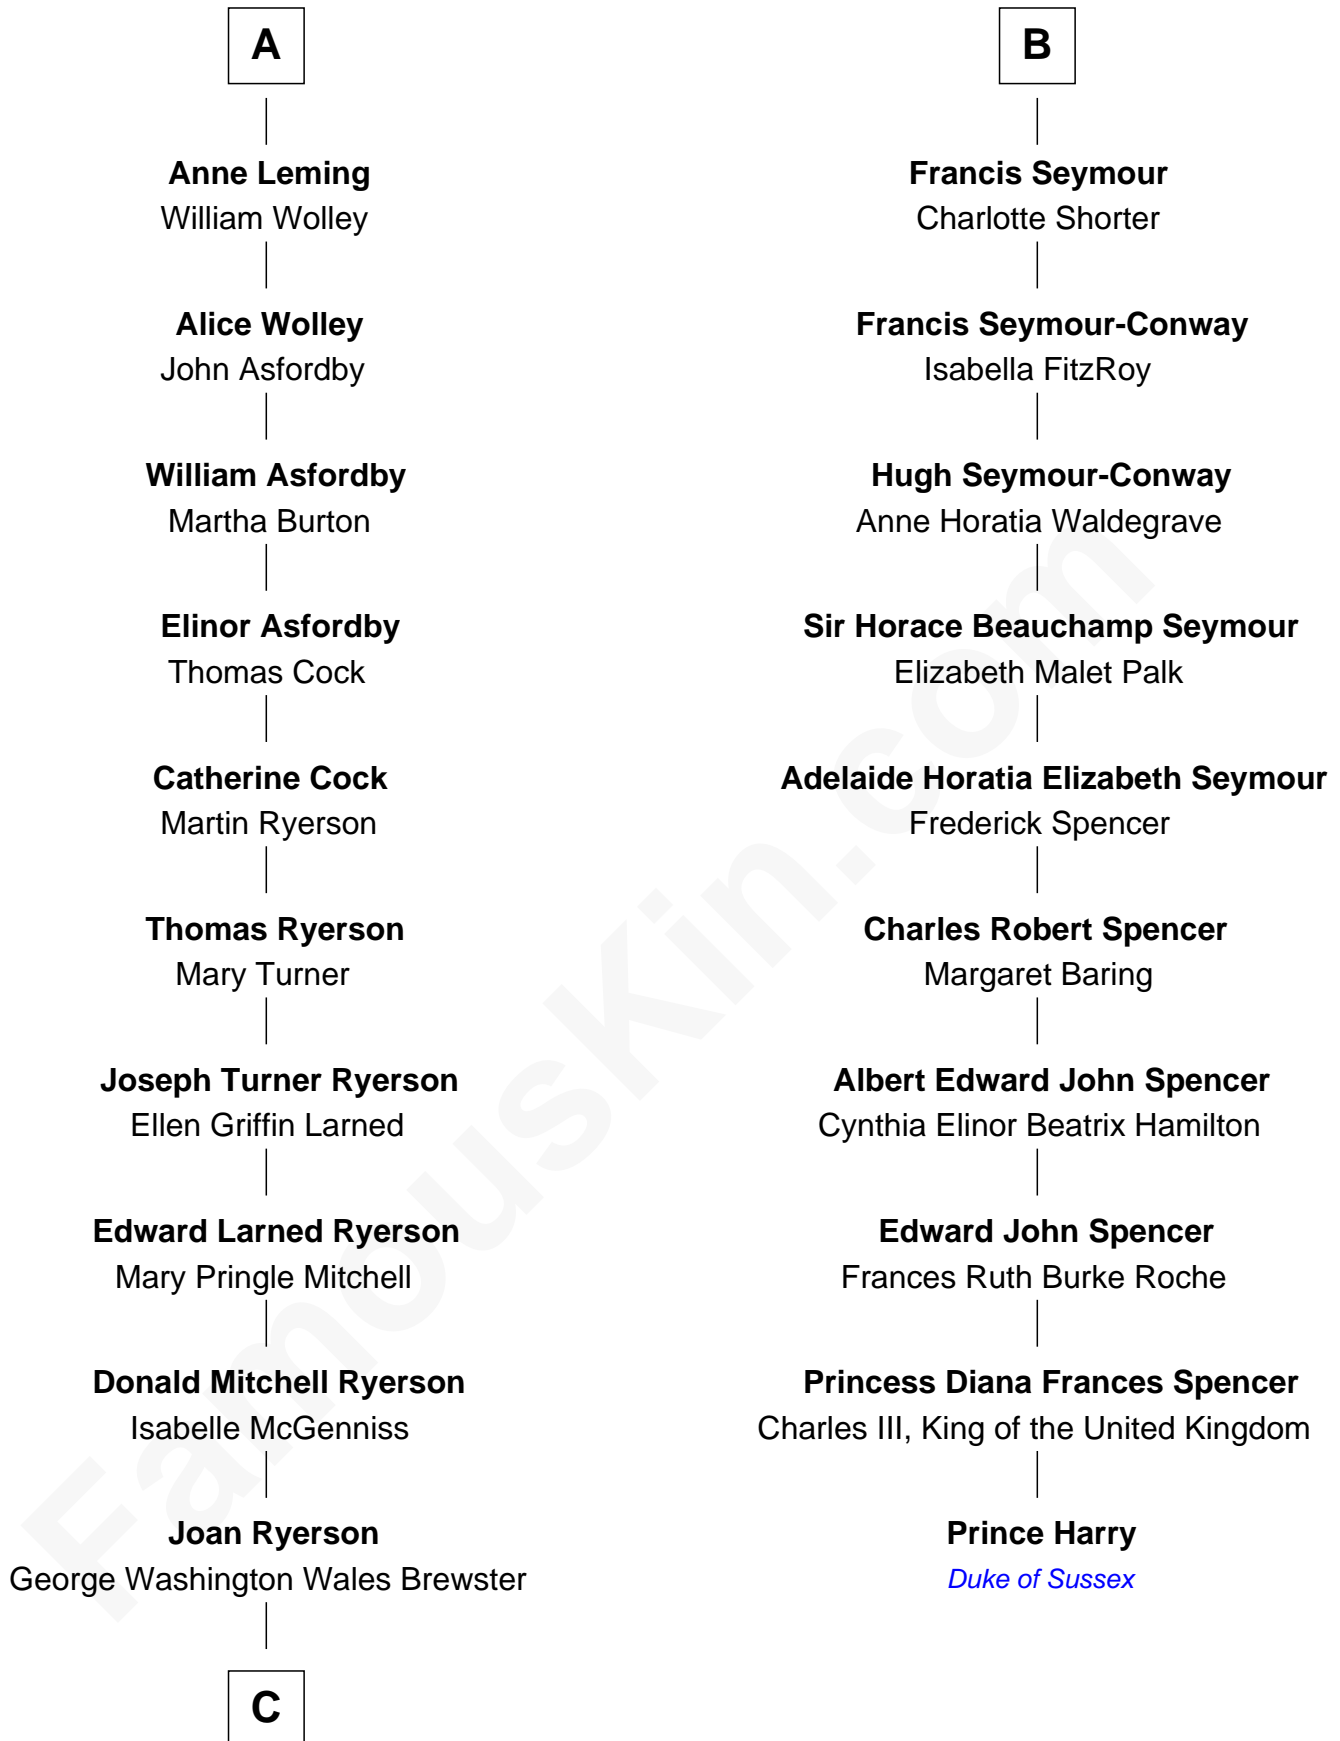 A
Anne Leming
William Wolley
Alice Wolley
John Asfordby
William Asfordby
Martha Burton
Elinor Asfordby
Thomas Cock
Catherine Cock
Martin Ryerson
Thomas Ryerson
Mary Turner
Joseph Turner Ryerson
Ellen Griffin Larned
Edward Larned Ryerson
Mary Pringle Mitchell
Donald Mitchell Ryerson
Isabelle McGenniss
Joan Ryerson
George Washington Wales Brewster
C
B
Francis Seymour
Charlotte Shorter
Francis Seymour-Conway
Isabella FitzRoy
Hugh Seymour-Conway
Anne Horatia Waldegrave
Sir Horace Beauchamp Seymour
Elizabeth Malet Palk
Adelaide Horatia Elizabeth Seymour
Frederick Spencer
Charles Robert Spencer
Margaret Baring
Albert Edward John Spencer
Cynthia Elinor Beatrix Hamilton
Edward John Spencer
Frances Ruth Burke Roche
Princess Diana Frances Spencer
Charles III, King of the United Kingdom
Prince Harry
Duke of Sussex
FamousKin.com